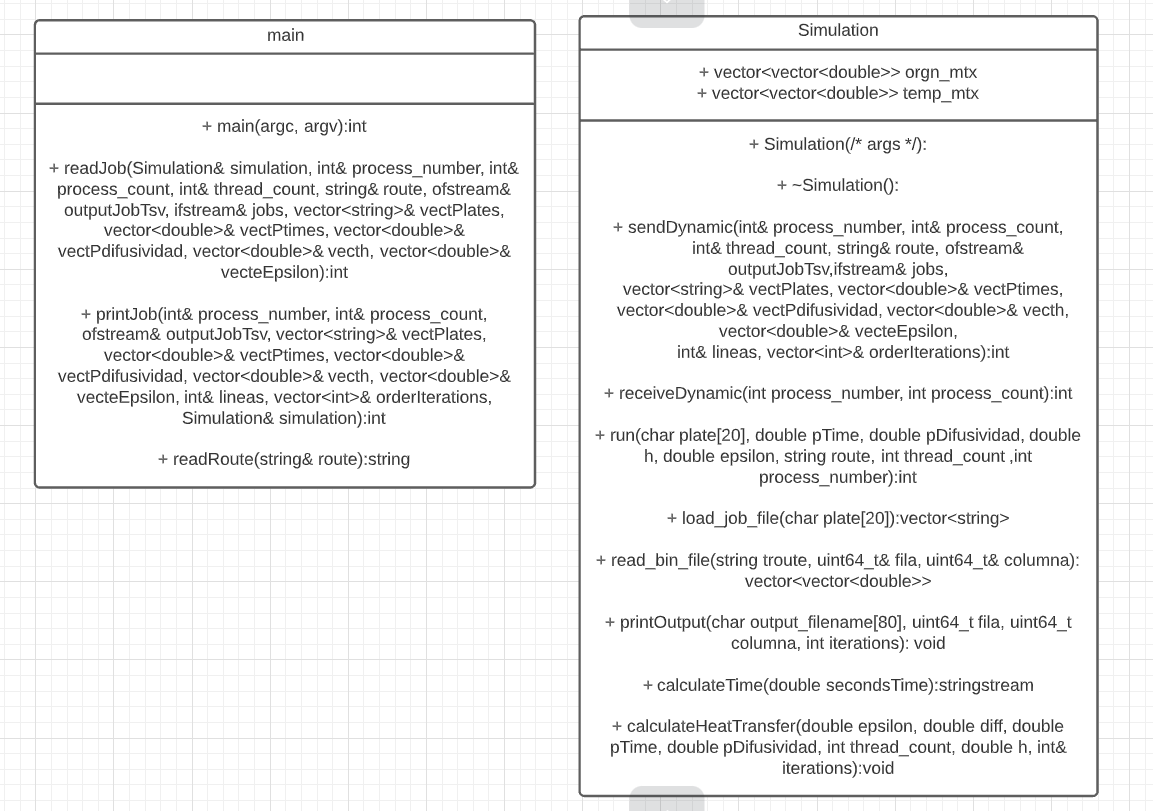 main
+ main(argc, argv):int
+ readJob(Simulation& simulation, int& process_number, int&
process_count, int& thread_count, string& route, ofstream&
outputJobTsv, ifstream& jobs, vector<string>& vectPlates,
vector<double>& vectPtimes, vector<double>&
vectPdifusividad, vector<double>& vecth, vector<double>&
vecteEpsilon):int
+ printJob(int& process_number, int& process_count,
ofstream& outputJobTsv, vector<string>& vectPlates,
vector<double>& vectPtimes, vector<double>&
vectPdifusividad, vector<double>& vecth, vector<double>&
vecteEpsilon, int& lineas, vector<int>& orderIterations,
Simulation& simulation):int
+ readRoute(string& route):string
Simulation
+ vector<vector<double>> orgn_mtx
+ vector<vector<double>> temp_mtx
+ Simulation(/* args */):
+ ~Simulation():
+ sendDynamic(int& process_number, int& process_count,
int& thread_count, string& route, ofstream&
outputJobTsv,ifstream& jobs,
vector<string>& vectPlates, vector<double>& vectPtimes,
vector<double>& vectPdifusividad, vector<double>& vecth,
vector<double>& vecteEpsilon,
int& lineas, vector<int>& orderIterations):int
+ receiveDynamic(int process_number, int process_count):int
+ run(char plate[20], double pTime, double pDifusividad, double
h, double epsilon, string route, int thread_count ,int
process_number):int
+ load_job_file(char plate[20]):vector<string>
+ read_bin_file(string troute, uint64_t& fila, uint64_t& columna):
vector<vector<double>>
+ printOutput(char output_filename[80], uint64_t fila, uint64_t
columna, int iterations): void
+ calculateTime(double secondsTime):stringstream
+ calculateHeatTransfer(double epsilon, double diff, double
pTime, double pDifusividad, int thread_count, double h, int&
iterations):void